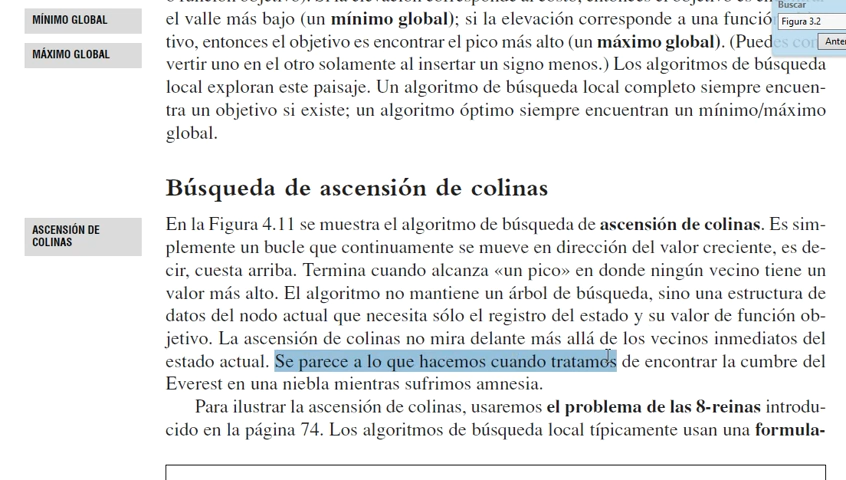 MÍNIMO GLOBAL
MÁXIMO GLOBAL
el valle más bajo (un mínimo global); si la elevación corresponde a una funció
tivo, entonces el objetivo es encontrar el pico más alto (un máximo global). (Puedes con
vertir uno en el otro solamente al insertar un signo menos.) Los algoritmos de búsqueda
local exploran este paisaje. Un algoritmo de búsqueda local completo siempre encuen-
tra un objetivo si existe; un algoritmo óptimo siempre encuentran un mínimo/máximo
global.
Buscar
Figura 3.2
Anter
Búsqueda de ascensión de colinas
ASCENSIÓN DE
COLINAS
En la Figura 4.11 se muestra el algoritmo de búsqueda de ascensión de colinas. Es sim-
plemente un bucle que continuamente se mueve en dirección del valor creciente, es de-
cir, cuesta arriba. Termina cuando alcanza «un pico» en donde ningún vecino tiene un
valor más alto. El algoritmo no mantiene un árbol de búsqueda, sino una estructura de
datos del nodo actual que necesita sólo el registro del estado y su valor de función ob-
jetivo. La ascensión de colinas no mira delante más allá de los vecinos inmediatos del
estado actual. Se parece a lo que hacemos cuando tratamos de encontrar la cumbre del
Everest en una niebla mientras sufrimos amnesia.
Para ilustrar la ascensión de colinas, usaremos el problema de las 8-reinas introdu-
cido en la página 74. Los algoritmos de búsqueda local típicamente usan una formula-